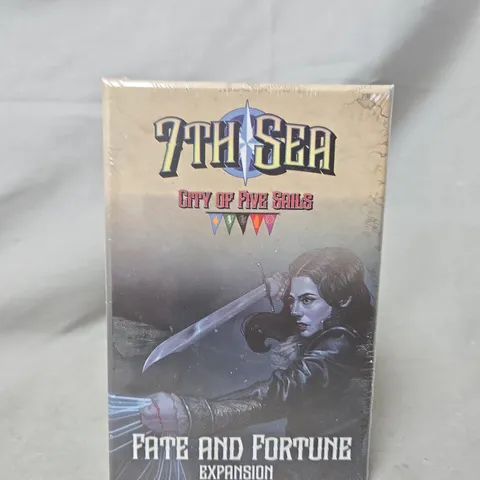 7TH SEA
CITY OF FIVE SAILS
FATE AND FORTUNE
EXPANSION